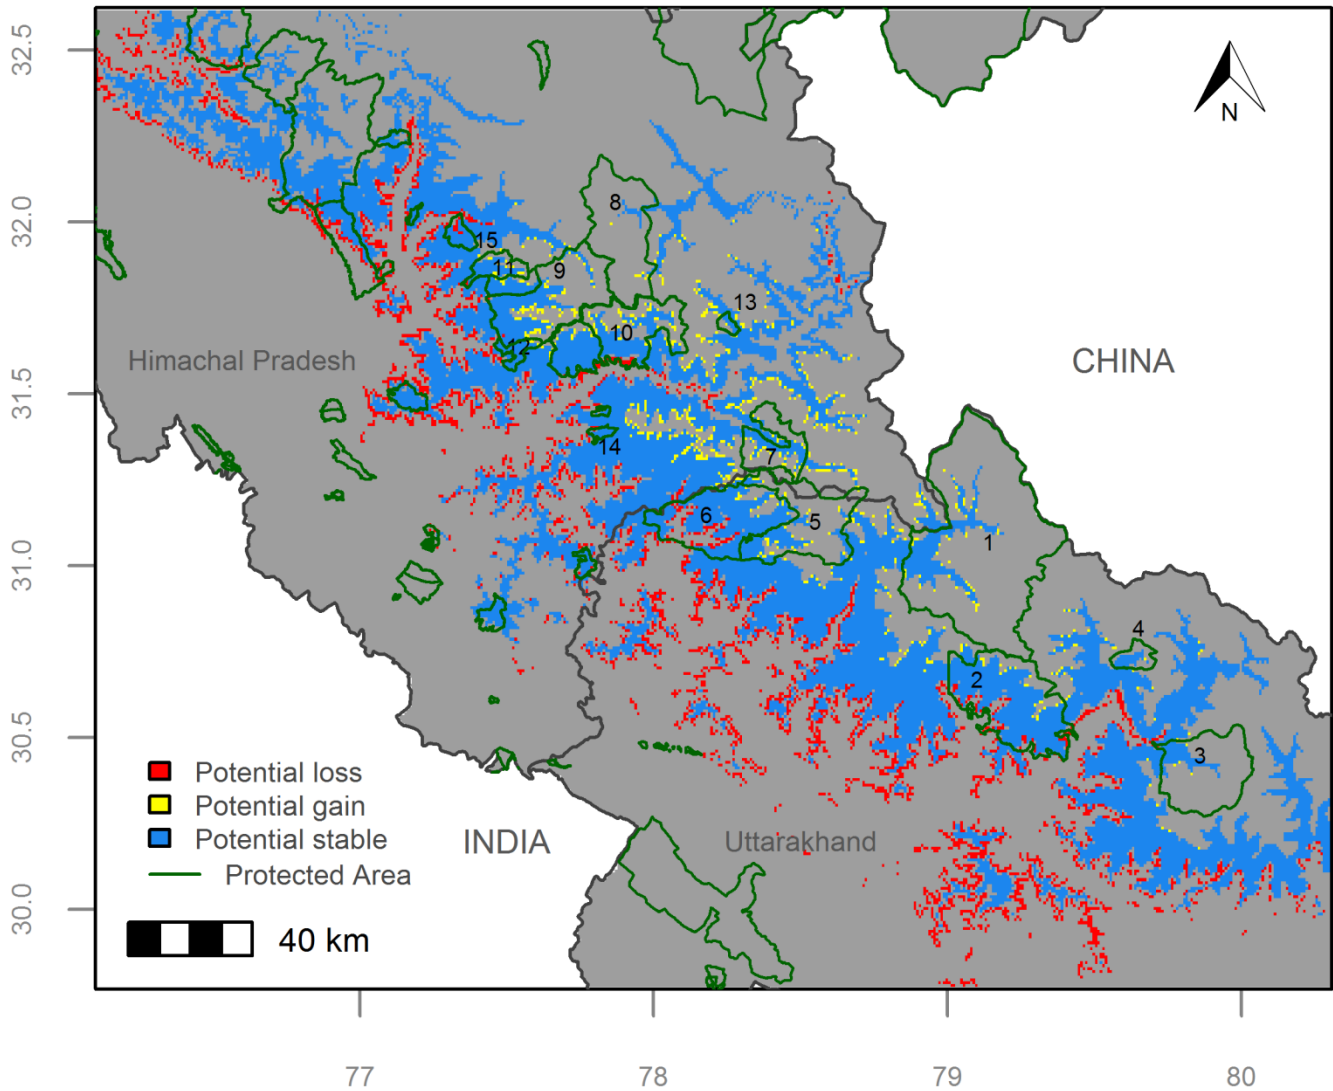 32.5
32.0
31.5
31.0
30.5
30.0
N
8
15
11
9
13
10
12
Himachal Pradesh
CHINA
14
7
6
5
1
4
2
3
Potential loss
Potential gain
Potential stable
Protected Area
INDIA
Uttarakhand
40 km
77
78
79
80